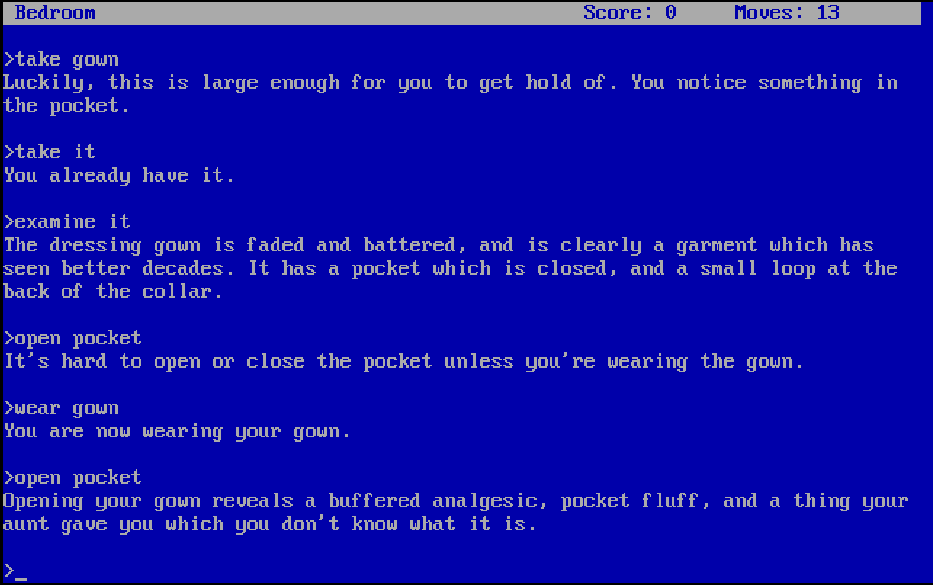 Bedroom Score: 0 Moves: 13
>take gown
Luckily, this is large enough for you to get hold of. You notice something in
the pocket.
>take it
You already have it.
>examine it
The dressing gown is faded and battered, and is clearly a garment which has
seen better decades. It has a pocket which is closed, and a small loop at the
back of the collar.
>open pocket
It's hard to open or close the pocket unless you're wearing the gown.
>wear gown
You are now wearing your gown.
>open pocket
Opening your gown reveals a buffered analgesic, pocket fluff, and a thing your
aunt gave you which you don't know what it is.
>_